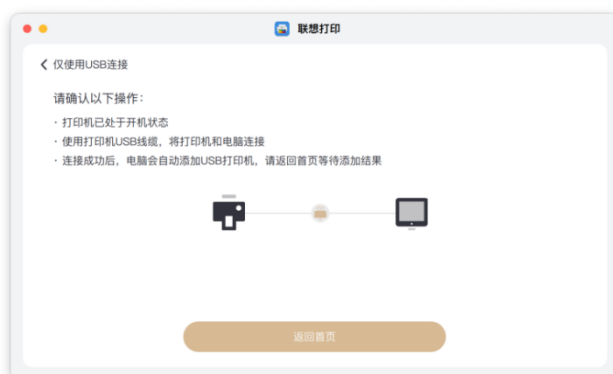 联想打印
仅使用USB连接
请确认以下操作：
· 打印机已处于开机状态
· 使用打印机USB线缆，将打印机和电脑连接
· 连接成功后，电脑会自动添加USB打印机，请返回首页等待添加结果
返回首页